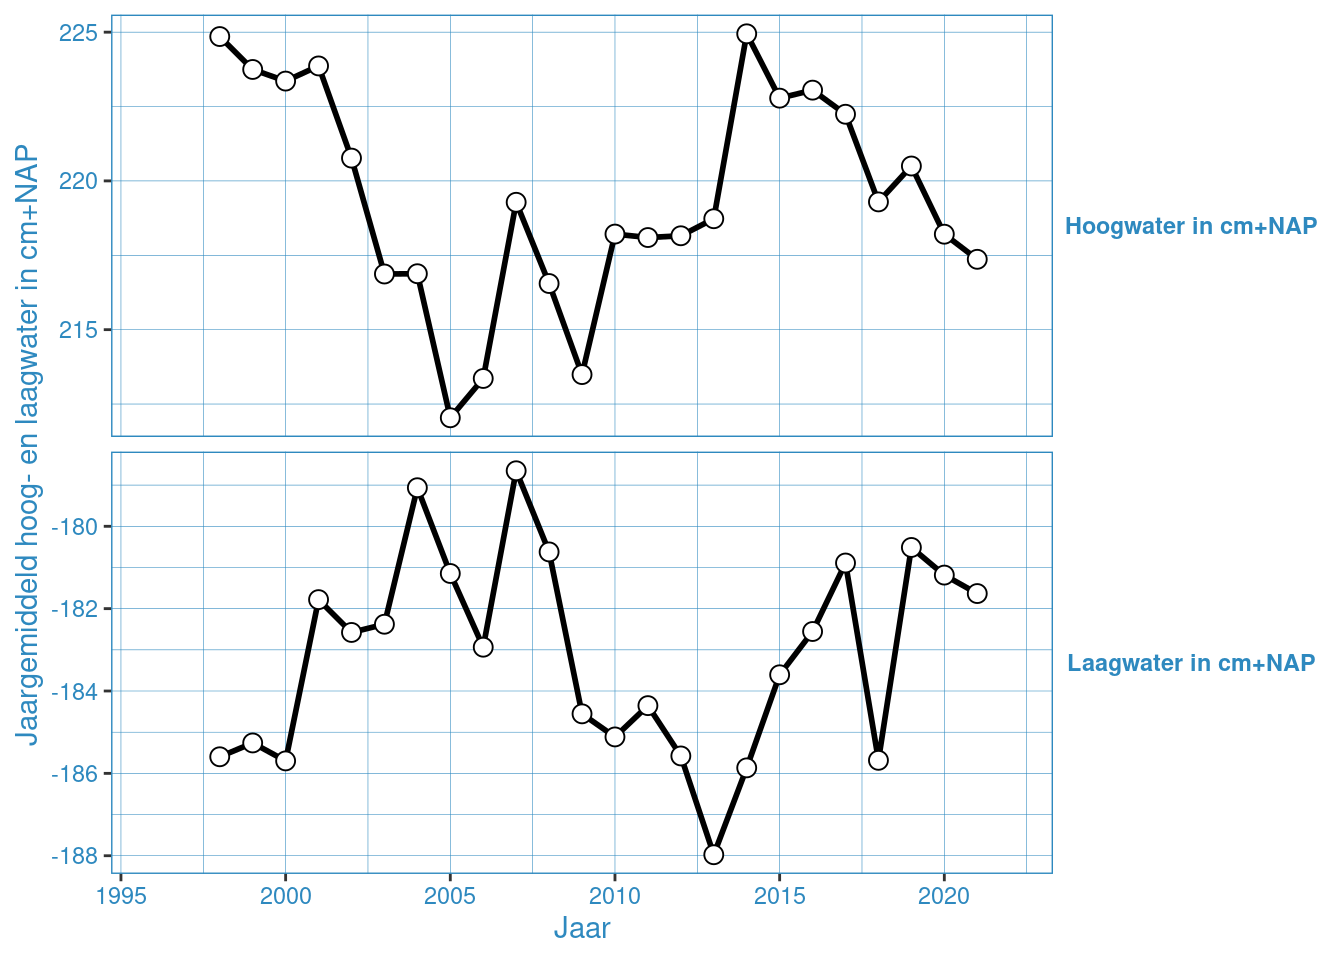 Jaargemiddeld hoog- en laagwater in cm+NAP
225
220
215
Hoogwater in cm+NAP
-180
-182
-184
-186
-188
Laagwater in cm+NAP
1995 2000 2005 2010 2015 2020
Jaar